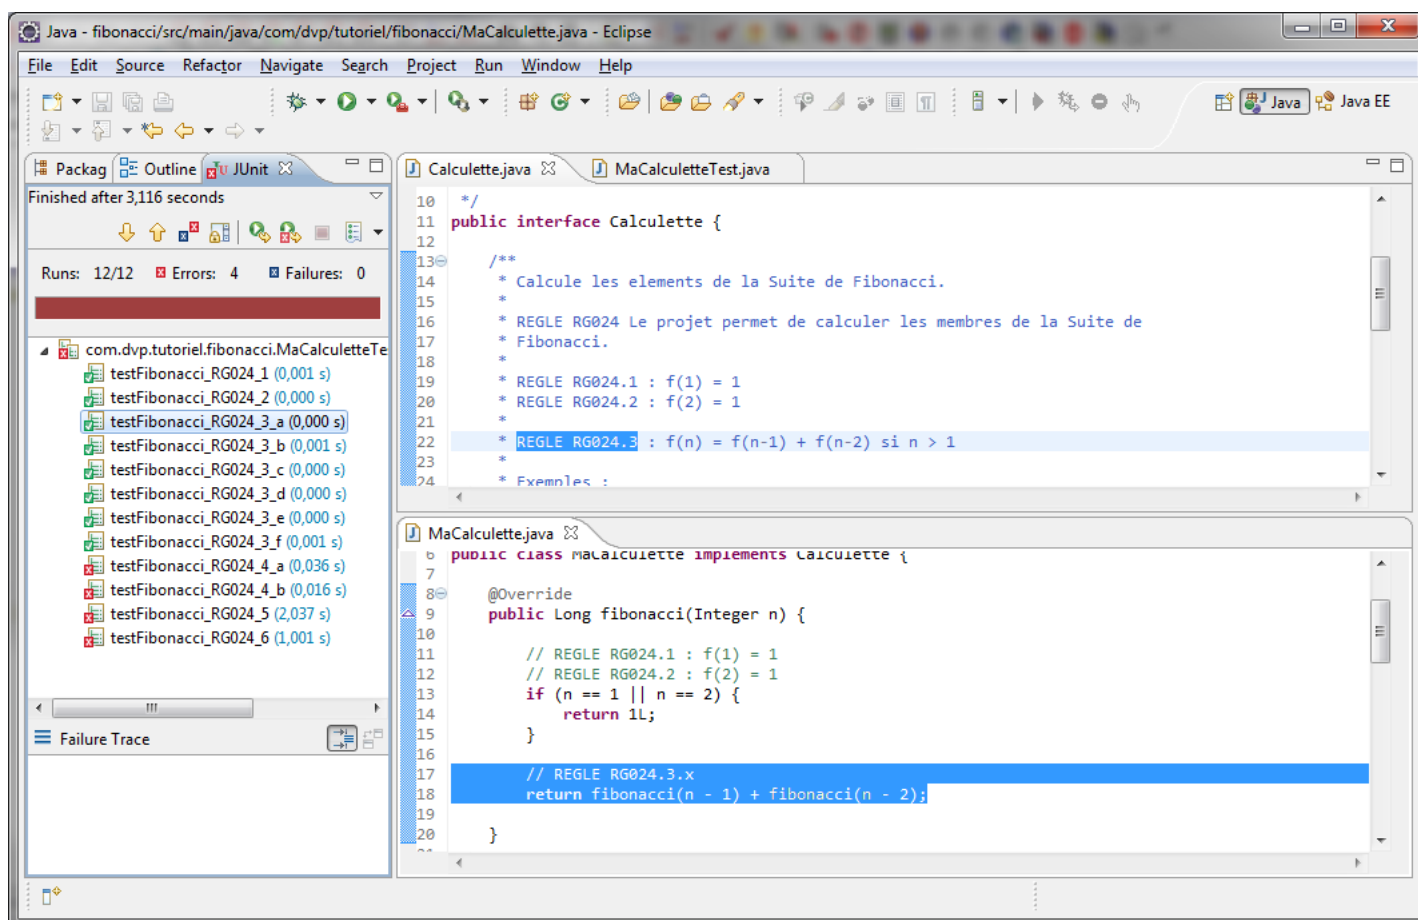 Java - fibonacci/src/main/java/com/dvp/tutoriel/fibonacci/MaCalculette.java - Eclipse
File Edit Source Refactor Navigate Search Project Run Window Help
Java Java EE
Packag Outline JUnit
Finished after 3,116 seconds
Runs: 12/12 Errors: 4 Failures: 0
com.dvp.tutoriel.fibonacci.MaCalculetteTe
testFibonacci_RG024_1 (0,001 s)
testFibonacci_RG024_2 (0,000 s)
testFibonacci_RG024_3_a (0,000 s)
testFibonacci_RG024_3_b (0,001 s)
testFibonacci_RG024_3_c (0,000 s)
testFibonacci_RG024_3_d (0,000 s)
testFibonacci_RG024_3_e (0,000 s)
testFibonacci_RG024_3_f (0,001 s)
testFibonacci_RG024_4_a (0,036 s)
testFibonacci_RG024_4_b (0,016 s)
testFibonacci_RG024_5 (2,037 s)
testFibonacci_RG024_6 (1,001 s)
Failure Trace
Calculette.java MaCalculetteTest.java
10 */
11 public interface Calculette {
12
13 /**
14 * Calcule les elements de la Suite de Fibonacci.
15 *
16 * REGLE RG024 Le projet permet de calculer les membres de la Suite de
17 * Fibonacci.
18 *
19 * REGLE RG024.1 : f(1) = 1
20 * REGLE RG024.2 : f(2) = 1
21 *
22 * REGLE RG024.3 : f(n) = f(n-1) + f(n-2) si n > 1
23 *
24 * Exemples :
MaCalculette.java
6 public class MaCalculette implements Calculette {
7
8 @Override
9 public Long fibonacci(Integer n) {
10
11 // REGLE RG024.1 : f(1) = 1
12 // REGLE RG024.2 : f(2) = 1
13 if (n == 1 || n == 2) {
14 return 1L;
15 }
16
17 // REGLE RG024.3.x
18 return fibonacci(n - 1) + fibonacci(n - 2);
19
20 }
21